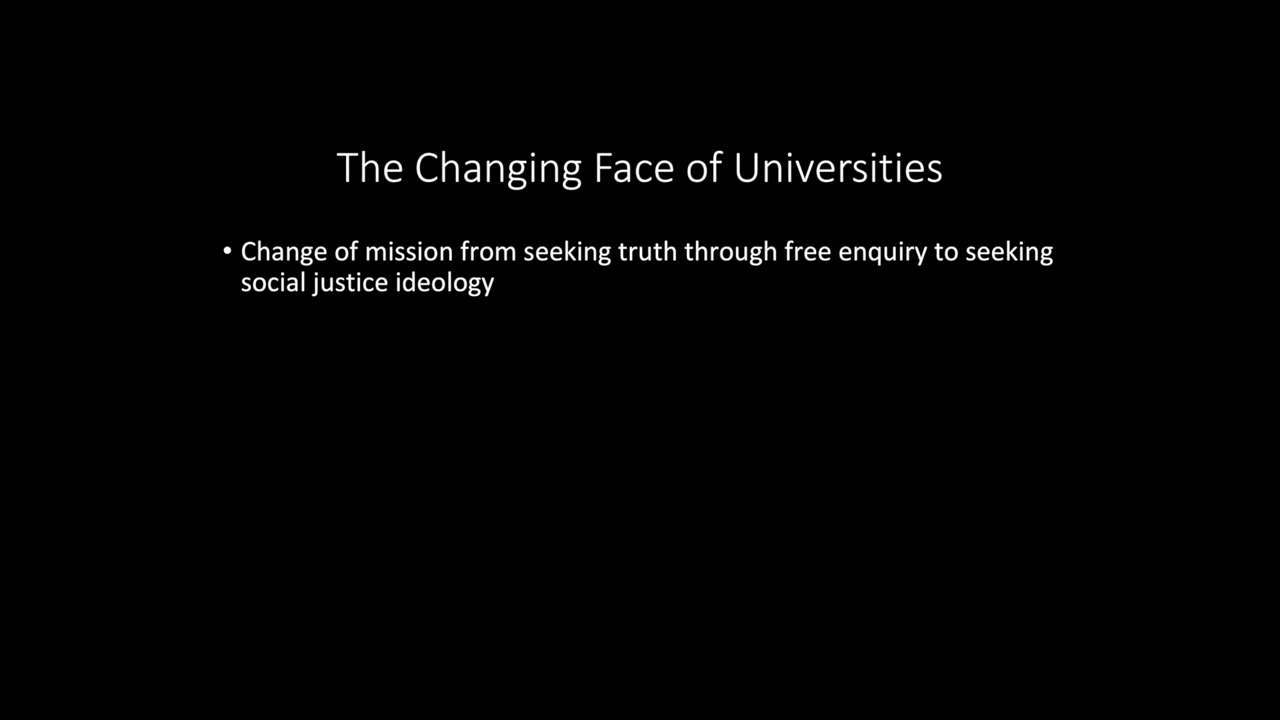 The Changing Face of Universities
• Change of mission from seeking truth through free enquiry to seeking
social justice ideology